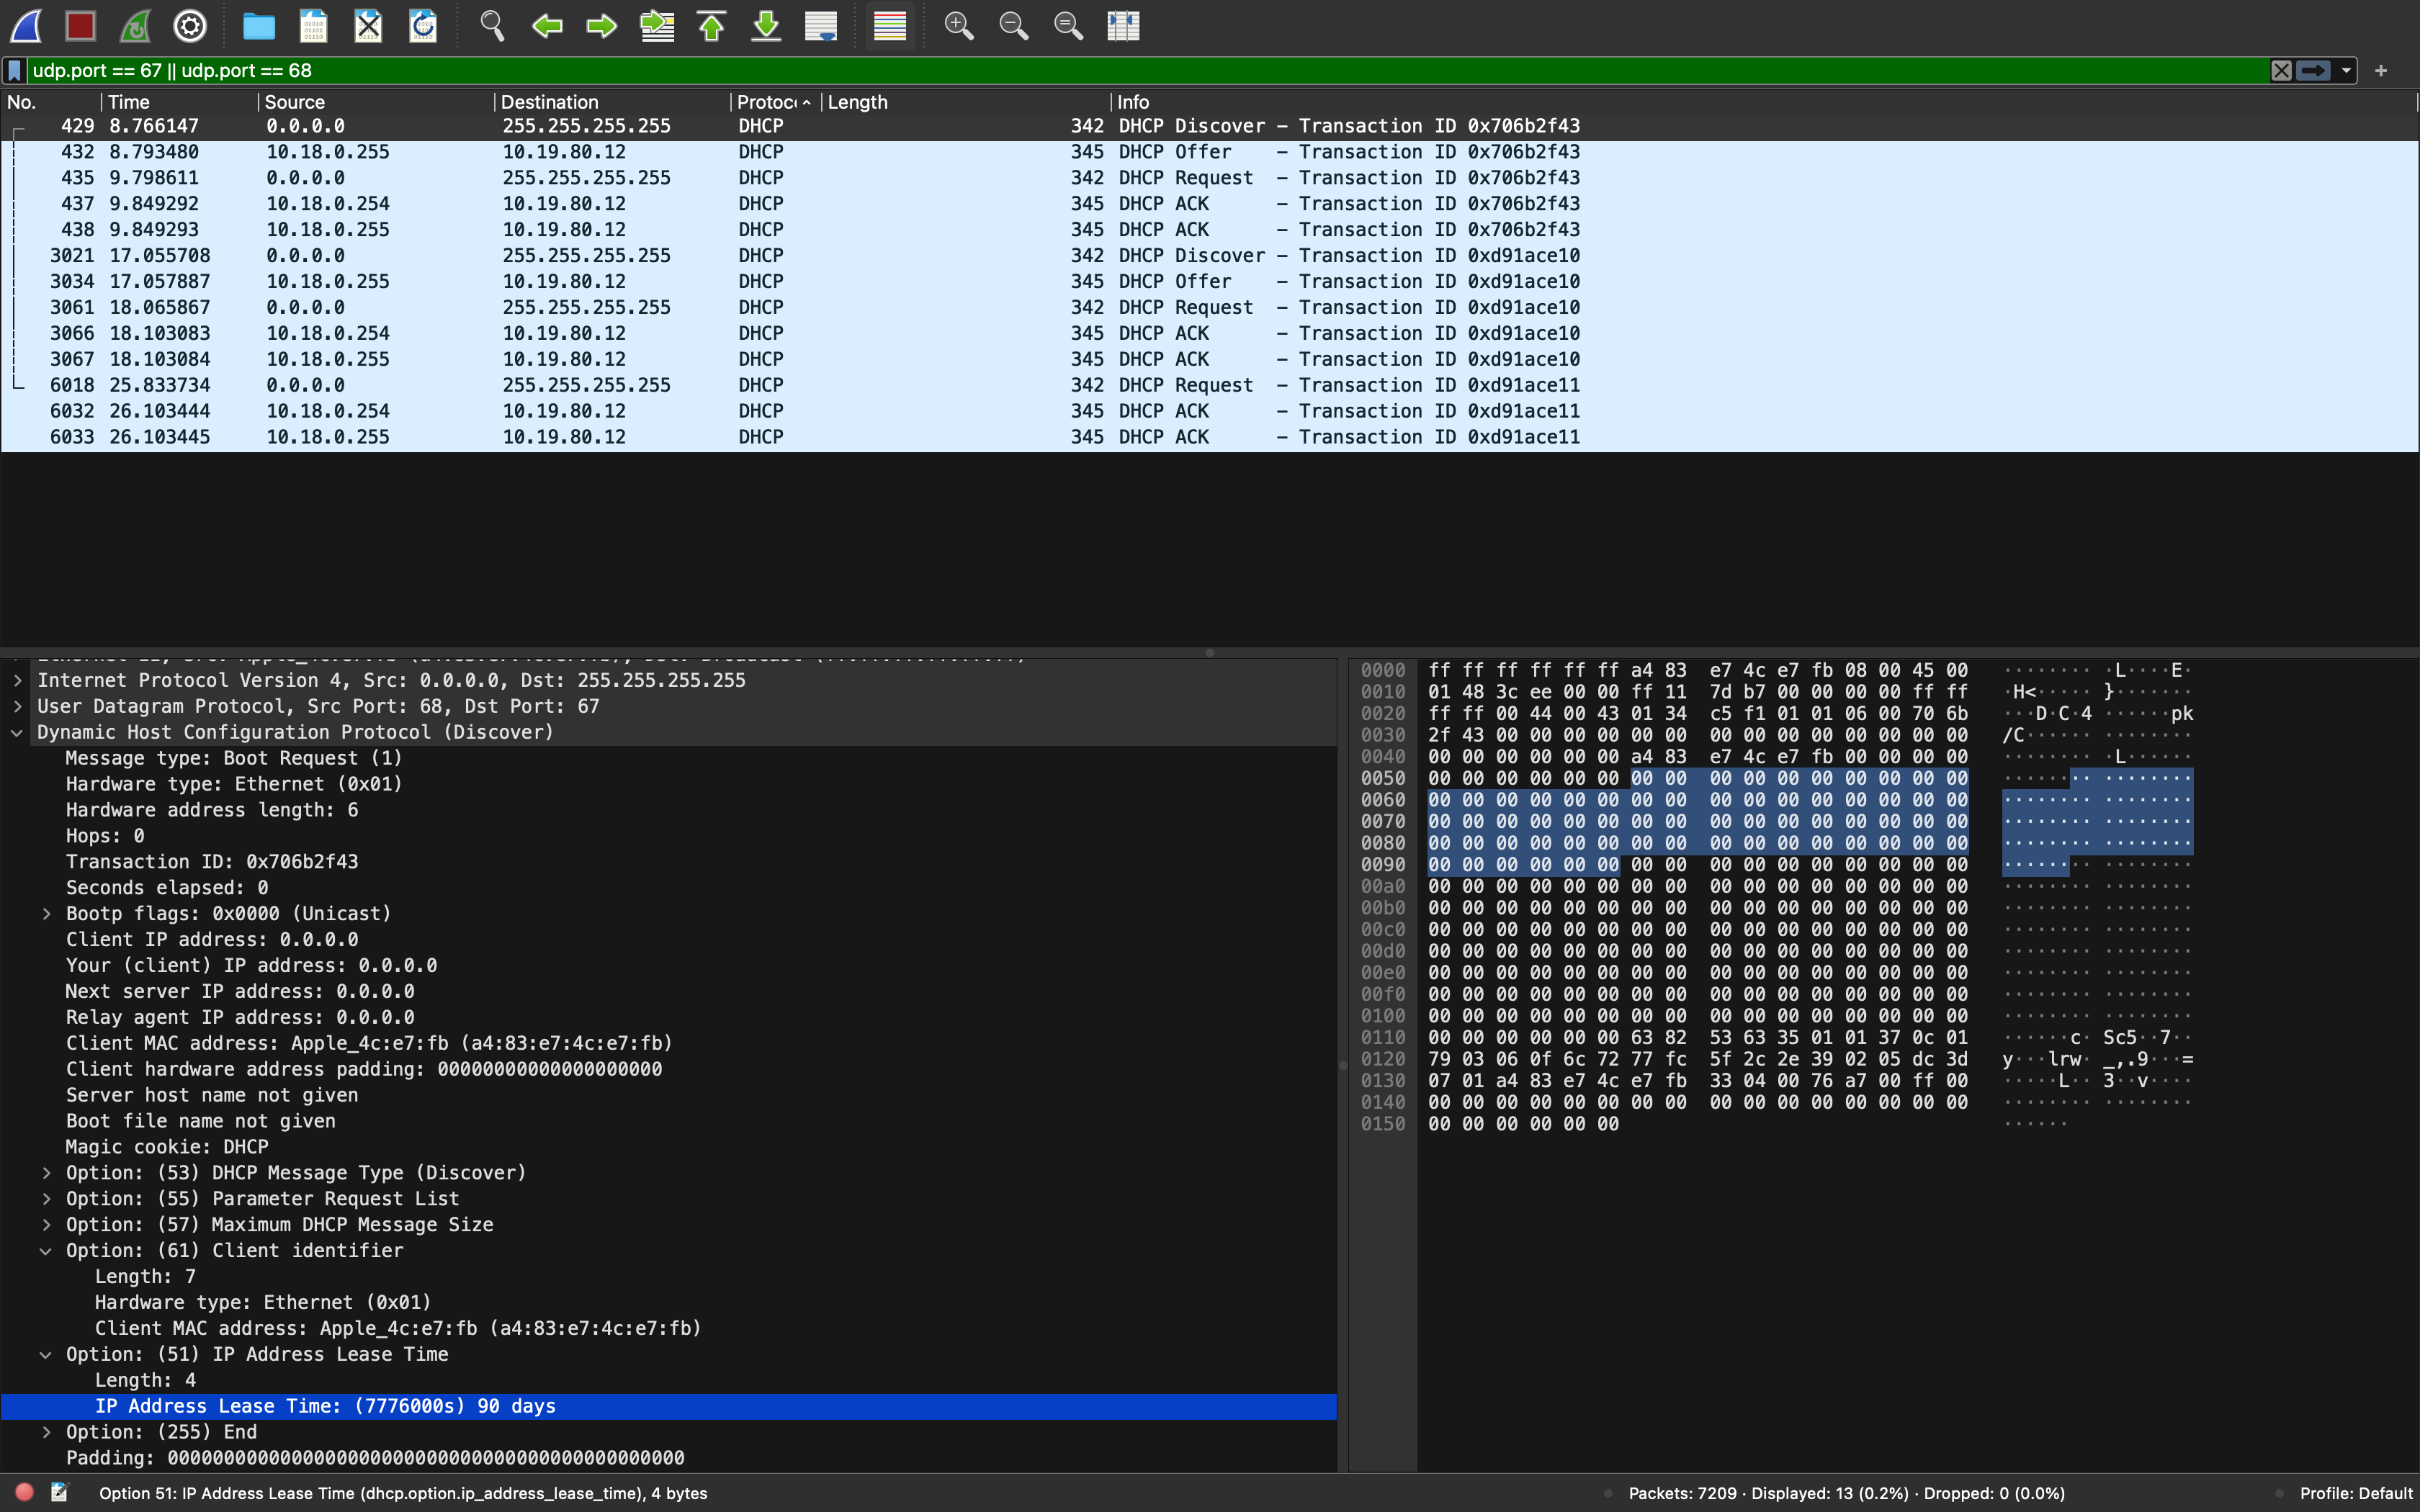 udp.port == 67 || udp.port == 68
No. Time Source Destination Protoc Length Info
429 8.766147 0.0.0.0 255.255.255.255 DHCP 342 DHCP Discover – Transaction ID 0x706b2f43
432 8.793480 10.18.0.255 10.19.80.12 DHCP 345 DHCP Offer – Transaction ID 0x706b2f43
435 9.798611 0.0.0.0 255.255.255.255 DHCP 342 DHCP Request – Transaction ID 0x706b2f43
437 9.849292 10.18.0.254 10.19.80.12 DHCP 345 DHCP ACK – Transaction ID 0x706b2f43
438 9.849293 10.18.0.255 10.19.80.12 DHCP 345 DHCP ACK – Transaction ID 0x706b2f43
3021 17.055708 0.0.0.0 255.255.255.255 DHCP 342 DHCP Discover – Transaction ID 0xd91ace10
3034 17.057887 10.18.0.255 10.19.80.12 DHCP 345 DHCP Offer – Transaction ID 0xd91ace10
3061 18.065867 0.0.0.0 255.255.255.255 DHCP 342 DHCP Request – Transaction ID 0xd91ace10
3066 18.103083 10.18.0.254 10.19.80.12 DHCP 345 DHCP ACK – Transaction ID 0xd91ace10
3067 18.103084 10.18.0.255 10.19.80.12 DHCP 345 DHCP ACK – Transaction ID 0xd91ace10
6018 25.833734 0.0.0.0 255.255.255.255 DHCP 342 DHCP Request – Transaction ID 0xd91ace11
6032 26.103444 10.18.0.254 10.19.80.12 DHCP 345 DHCP ACK – Transaction ID 0xd91ace11
6033 26.103445 10.18.0.255 10.19.80.12 DHCP 345 DHCP ACK – Transaction ID 0xd91ace11
Internet Protocol Version 4, Src: 0.0.0.0, Dst: 255.255.255.255
User Datagram Protocol, Src Port: 68, Dst Port: 67
Dynamic Host Configuration Protocol (Discover)
Message type: Boot Request (1)
Hardware type: Ethernet (0x01)
Hardware address length: 6
Hops: 0
Transaction ID: 0x706b2f43
Seconds elapsed: 0
Bootp flags: 0x0000 (Unicast)
Client IP address: 0.0.0.0
Your (client) IP address: 0.0.0.0
Next server IP address: 0.0.0.0
Relay agent IP address: 0.0.0.0
Client MAC address: Apple_4c:e7:fb (a4:83:e7:4c:e7:fb)
Client hardware address padding: 00000000000000000000
Server host name not given
Boot file name not given
Magic cookie: DHCP
Option: (53) DHCP Message Type (Discover)
Option: (55) Parameter Request List
Option: (57) Maximum DHCP Message Size
Option: (61) Client identifier
Length: 7
Hardware type: Ethernet (0x01)
Client MAC address: Apple_4c:e7:fb (a4:83:e7:4c:e7:fb)
Option: (51) IP Address Lease Time
Length: 4
IP Address Lease Time: (7776000s) 90 days
Option: (255) End
Padding: 0000000000000000000000000000000000000000000000
0000 ff ff ff ff ff ff a4 83 e7 4c e7 fb 08 00 45 00 ········ ·L····E·
0010 01 48 3c ee 00 00 ff 11 7d b7 00 00 00 00 ff ff ·H<····· }·······
0020 ff ff 00 44 00 43 01 34 c5 f1 01 01 06 00 70 6b ···D·C·4 ······pk
0030 2f 43 00 00 00 00 00 00 00 00 00 00 00 00 00 00 /C······ ········
0040 00 00 00 00 00 00 a4 83 e7 4c e7 fb 00 00 00 00 ········ ·L······
0050 00 00 00 00 00 00 00 00 00 00 00 00 00 00 00 00 ········ ········
0060 00 00 00 00 00 00 00 00 00 00 00 00 00 00 00 00 ········ ········
0070 00 00 00 00 00 00 00 00 00 00 00 00 00 00 00 00 ········ ········
0080 00 00 00 00 00 00 00 00 00 00 00 00 00 00 00 00 ········ ········
0090 00 00 00 00 00 00 00 00 00 00 00 00 00 00 00 00 ········ ········
00a0 00 00 00 00 00 00 00 00 00 00 00 00 00 00 00 00 ········ ········
00b0 00 00 00 00 00 00 00 00 00 00 00 00 00 00 00 00 ········ ········
00c0 00 00 00 00 00 00 00 00 00 00 00 00 00 00 00 00 ········ ········
00d0 00 00 00 00 00 00 00 00 00 00 00 00 00 00 00 00 ········ ········
00e0 00 00 00 00 00 00 00 00 00 00 00 00 00 00 00 00 ········ ········
00f0 00 00 00 00 00 00 00 00 00 00 00 00 00 00 00 00 ········ ········
0100 00 00 00 00 00 00 00 00 00 00 00 00 00 00 00 00 ········ ········
0110 00 00 00 00 00 00 63 82 53 63 35 01 01 37 0c 01 ······c· Sc5··7··
0120 79 03 06 0f 6c 72 77 fc 5f 2c 2e 39 02 05 dc 3d y···lrw· _,.9···=
0130 07 01 a4 83 e7 4c e7 fb 33 04 00 76 a7 00 ff 00 ·····L·· 3··v····
0140 00 00 00 00 00 00 00 00 00 00 00 00 00 00 00 00 ········ ········
0150 00 00 00 00 00 00 ······
Option 51: IP Address Lease Time (dhcp.option.ip_address_lease_time), 4 bytes
Packets: 7209 · Displayed: 13 (0.2%) · Dropped: 0 (0.0%)
Profile: Default